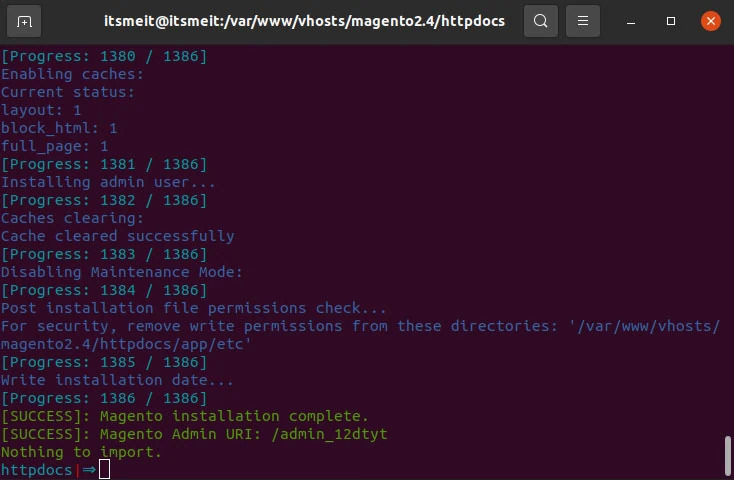 itsmeit@itsmeit:/var/www/vhosts/magento2.4/httpdocs
[Progress: 1380 / 1386]
Enabling caches:
Current status:
layout: 1
block_html: 1
full_page: 1
[Progress: 1381 / 1386]
Installing admin user...
[Progress: 1382 / 1386]
Caches clearing:
Cache cleared successfully
[Progress: 1383 / 1386]
Disabling Maintenance Mode:
[Progress: 1384 / 1386]
Post installation file permissions check...
For security, remove write permissions from these directories: '/var/www/vhosts/
magento2.4/httpdocs/app/etc'
[Progress: 1385 / 1386]
Write installation date...
[Progress: 1386 / 1386]
[SUCCESS]: Magento installation complete.
[SUCCESS]: Magento Admin URI: /admin_12dtyt
Nothing to import.
httpdocs|⇒